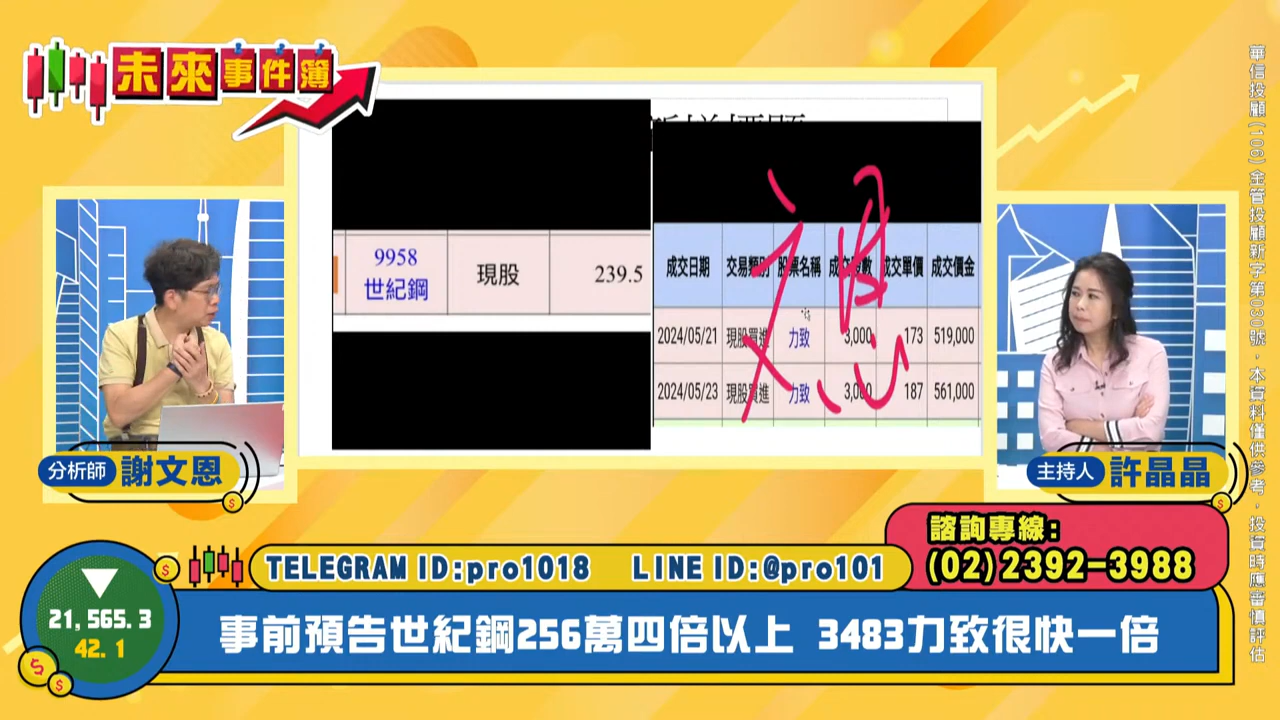 未來事件簿
華信投顧(106)金管投顧新字第030號，本資料僅供參考，投資時應審慎評估
9958
世紀鋼
現股
239.5
成交日期 交易類別 股票名稱 成交股數 成交單價 成交價金
2024/05/21 現股買進 力致 3,000 173 519,000
2024/05/23 現股買進 力致 3,000 187 561,000
分析師 謝文恩
主持人 許晶晶
諮詢專線:
(02)2392-3988
TELEGRAM ID:pro1018 LINE ID:@pro101
21,565.3
42.1
事前預告世紀鋼256萬四倍以上 3483力致很快一倍